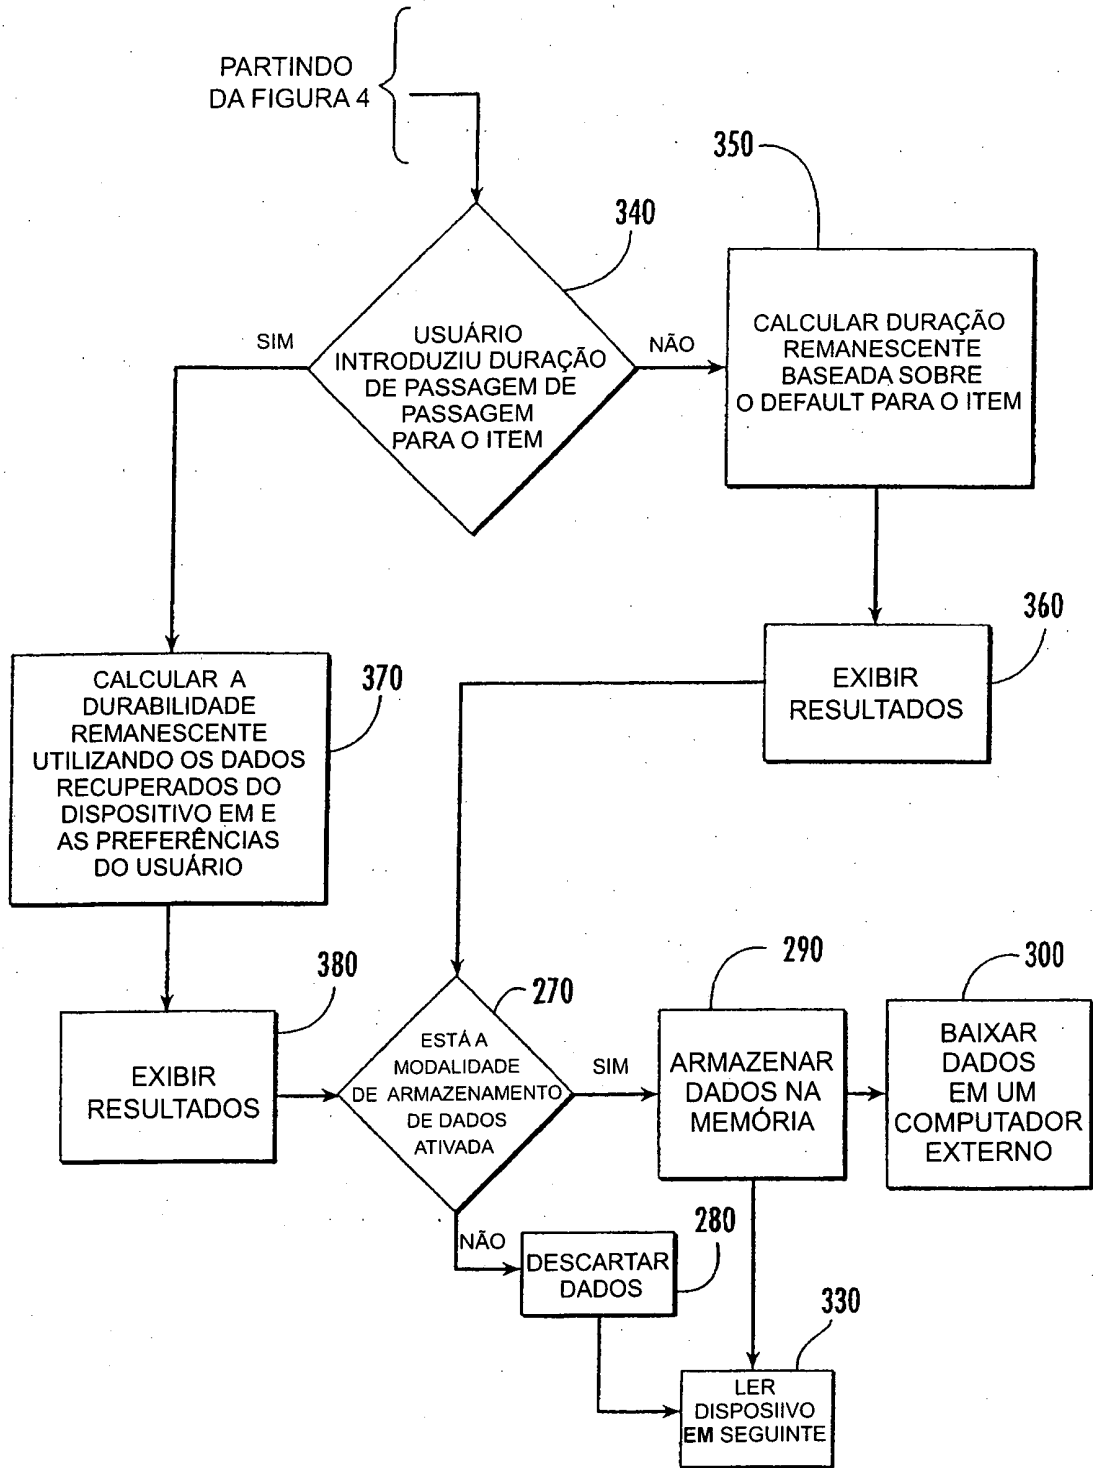 PARTINDO
DA FIGURA 4
350
340
USUÁRIO
INTRODUZIU DURAÇÃO
DE PASSAGEM DE
PASSAGEM
PARA O ITEM
SIM
NÃO
CALCULAR DURAÇÃO
REMANESCENTE
BASEADA SOBRE
O DEFAULT PARA O ITEM
360
EXIBIR
RESULTADOS
370
CALCULAR A
DURABILIDADE
REMANESCENTE
UTILIZANDO OS DADOS
RECUPERADOS DO
DISPOSITIVO EM E
AS PREFERÊNCIAS
DO USUÁRIO
380
EXIBIR
RESULTADOS
270
ESTÁ A
MODALIDADE
DE ARMAZENAMENTO
DE DADOS
ATIVADA
SIM
NÃO
290
ARMAZENAR
DADOS NA
MEMÓRIA
300
BAIXAR
DADOS
EM UM
COMPUTADOR
EXTERNO
280
DESCARTAR
DADOS
330
LER
DISPOSIIVO
EM SEGUINTE